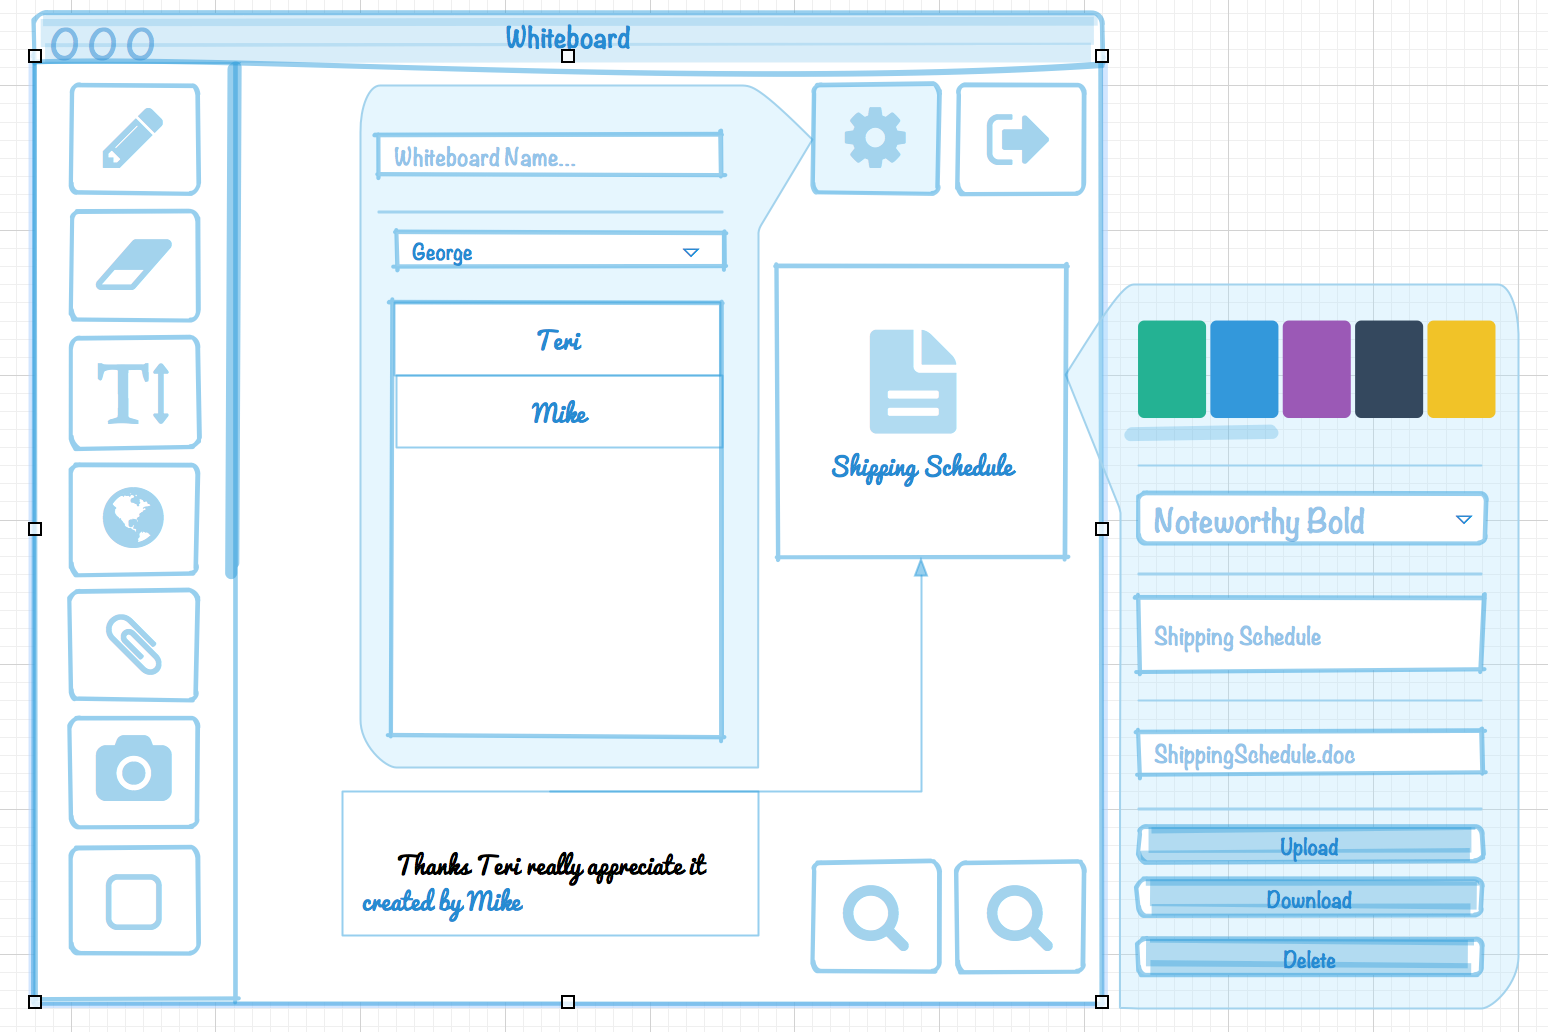 Whiteboard
Whiteboard Name...
George
Teri
Mike
T
Shipping Schedule
Thanks Teri really appreciate it
created by Mike
Noteworthy Bold
Shipping Schedule
ShippingSchedule.doc
Upload
Download
Delete